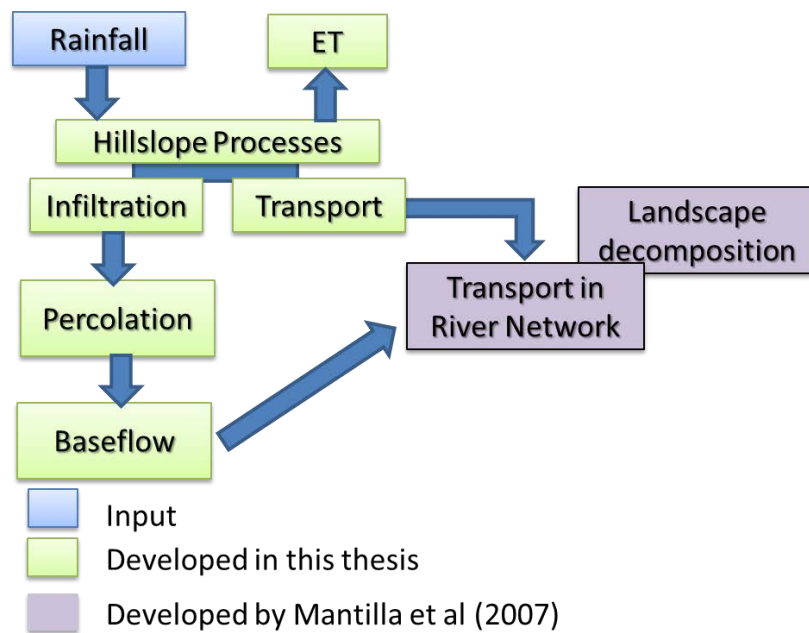 Rainfall
ET
Hillslope Processes
Infiltration
Transport
Landscape
decomposition
Transport in
River Network
Percolation
Baseflow
Input
Developed in this thesis
Developed by Mantilla et al (2007)